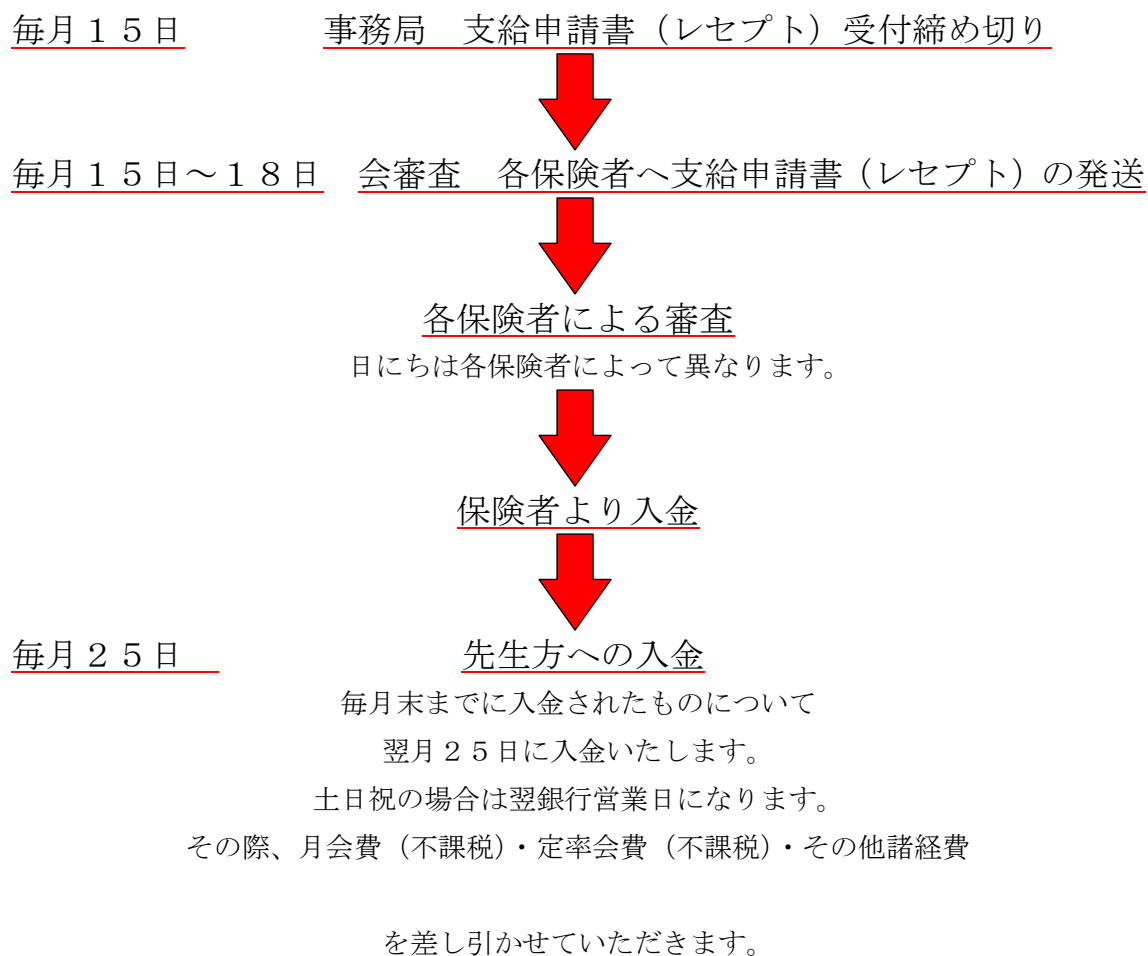 毎月１５日　　　　事務局　支給申請書（レセプト）受付締め切り
毎月１５日～１８日　会審査　各保険者へ支給申請書（レセプト）の発送
各保険者による審査
日にちは各保険者によって異なります。
保険者より入金
毎月２５日　　　　先生方への入金
毎月末までに入金されたものについて
翌月２５日に入金いたします。
土日祝の場合は翌銀行営業日になります。
その際、月会費（不課税）・定率会費（不課税）・その他諸経費
を差し引かせていただきます。